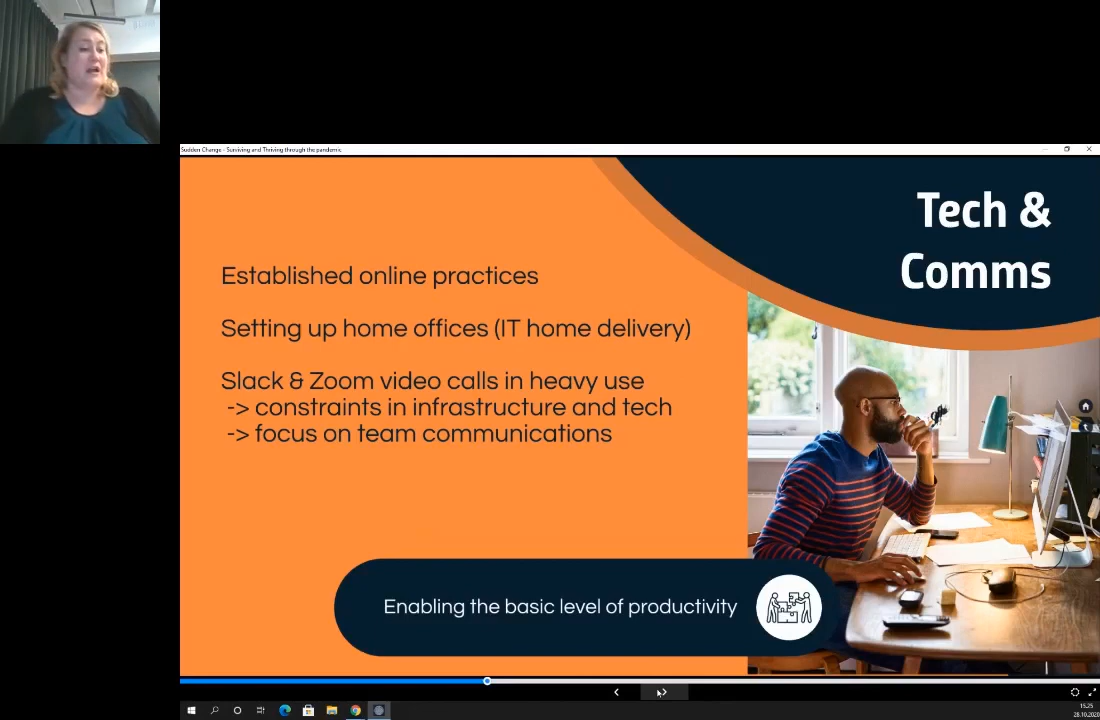 Sudden Change - Surviving and Thriving through the pandemic
Tech &
Comms
Established online practices
Setting up home offices (IT home delivery)
Slack & Zoom video calls in heavy use
-> constraints in infrastructure and tech
-> focus on team communications
Enabling the basic level of productivity
15.25
28.10.2020